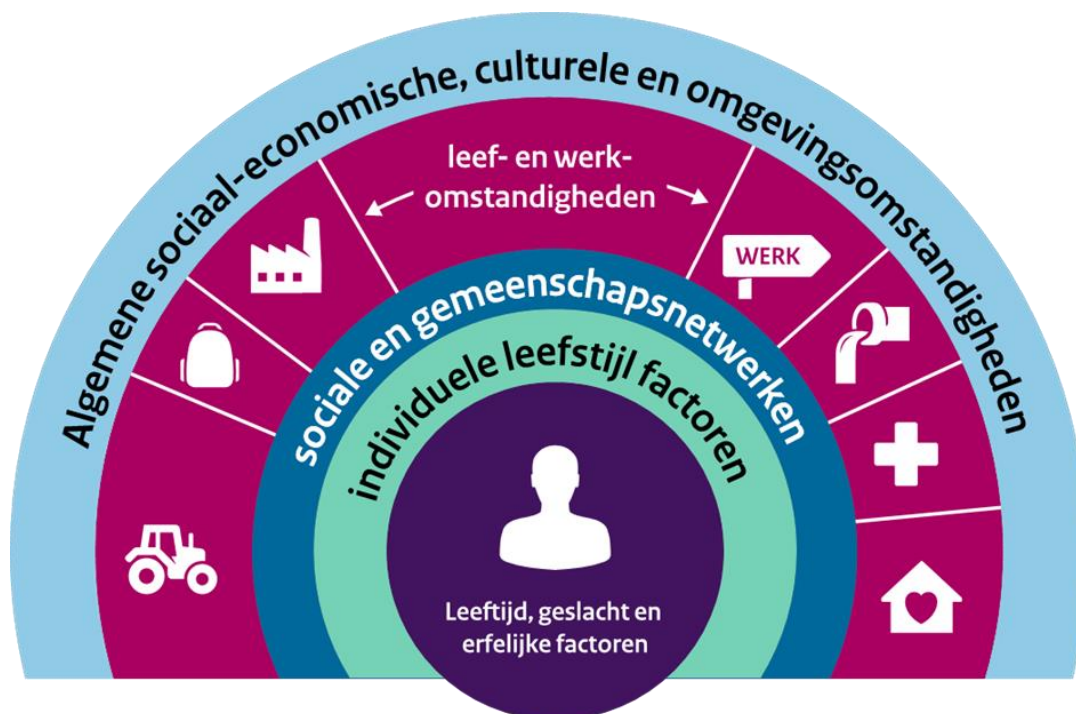 Algemene sociaal-economische, culturele en omgevingsomstandigheden
leef- en werk-
omstandigheden
WERK
sociale en gemeenschapsnetwerken
individuele leefstijl factoren
Leeftijd, geslacht en
erfelijke factoren